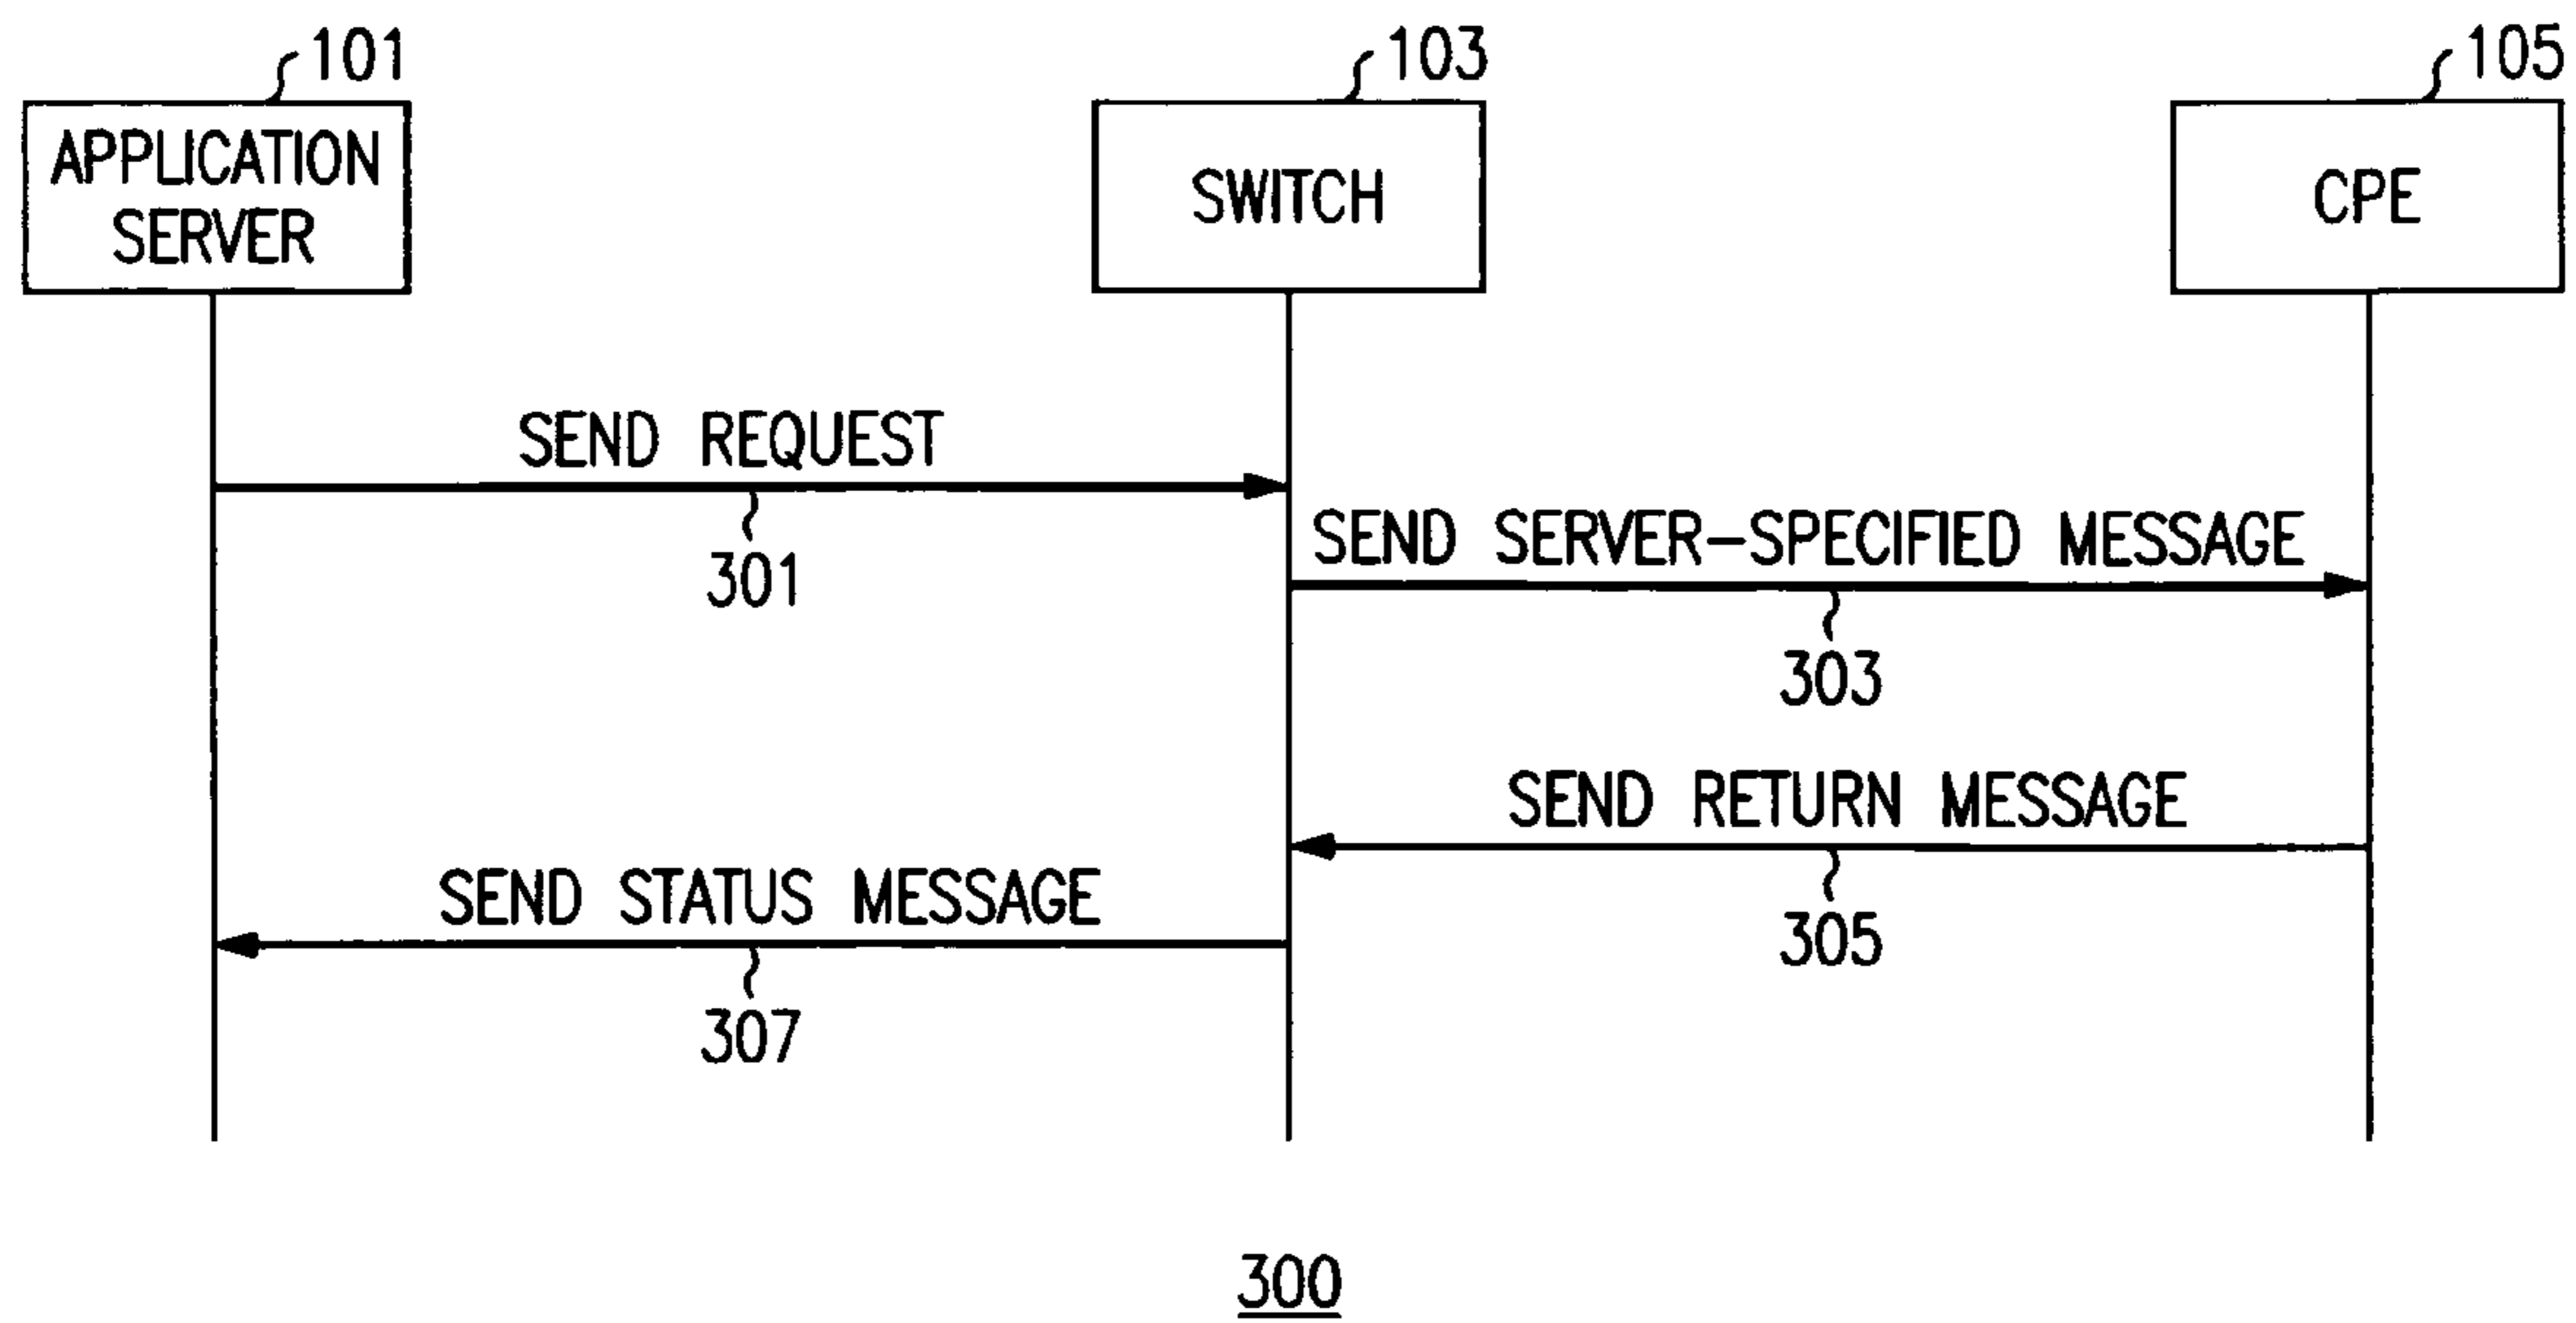 101
103
105
APPLICATION
SERVER
SWITCH
CPE
SEND REQUEST
301
SEND SERVER-SPECIFIED MESSAGE
303
SEND RETURN MESSAGE
305
SEND STATUS MESSAGE
307
300